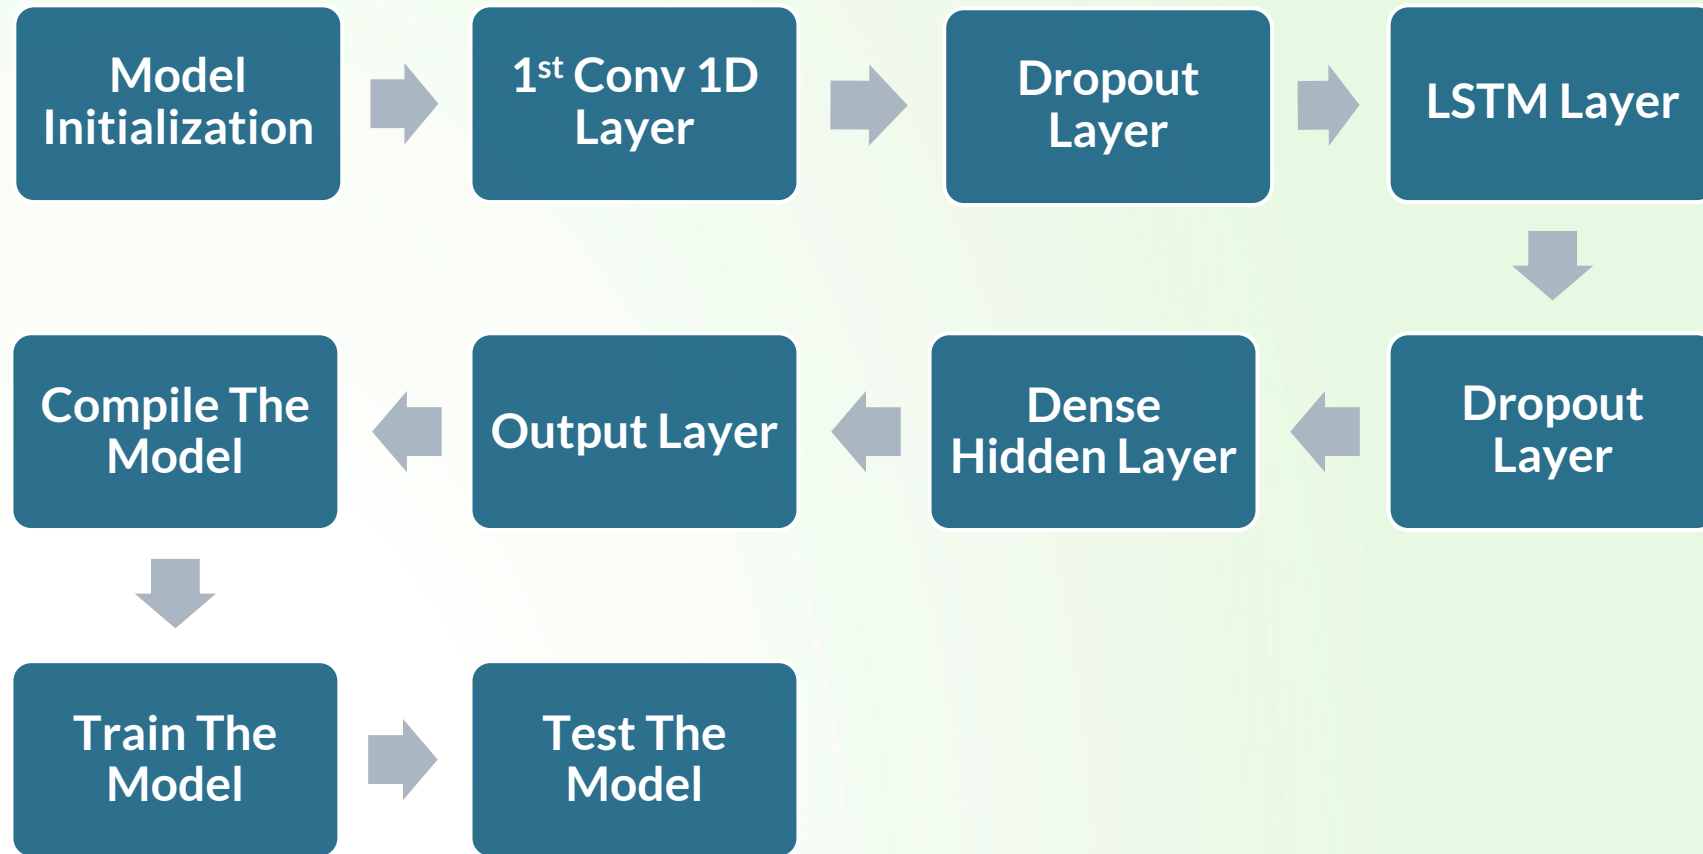 Model
Initialization
1st Conv 1D
Layer
Dropout
Layer
LSTM Layer
Dropout
Layer
Dense
Hidden Layer
Output Layer
Compile The
Model
Train The
Model
Test The
Model